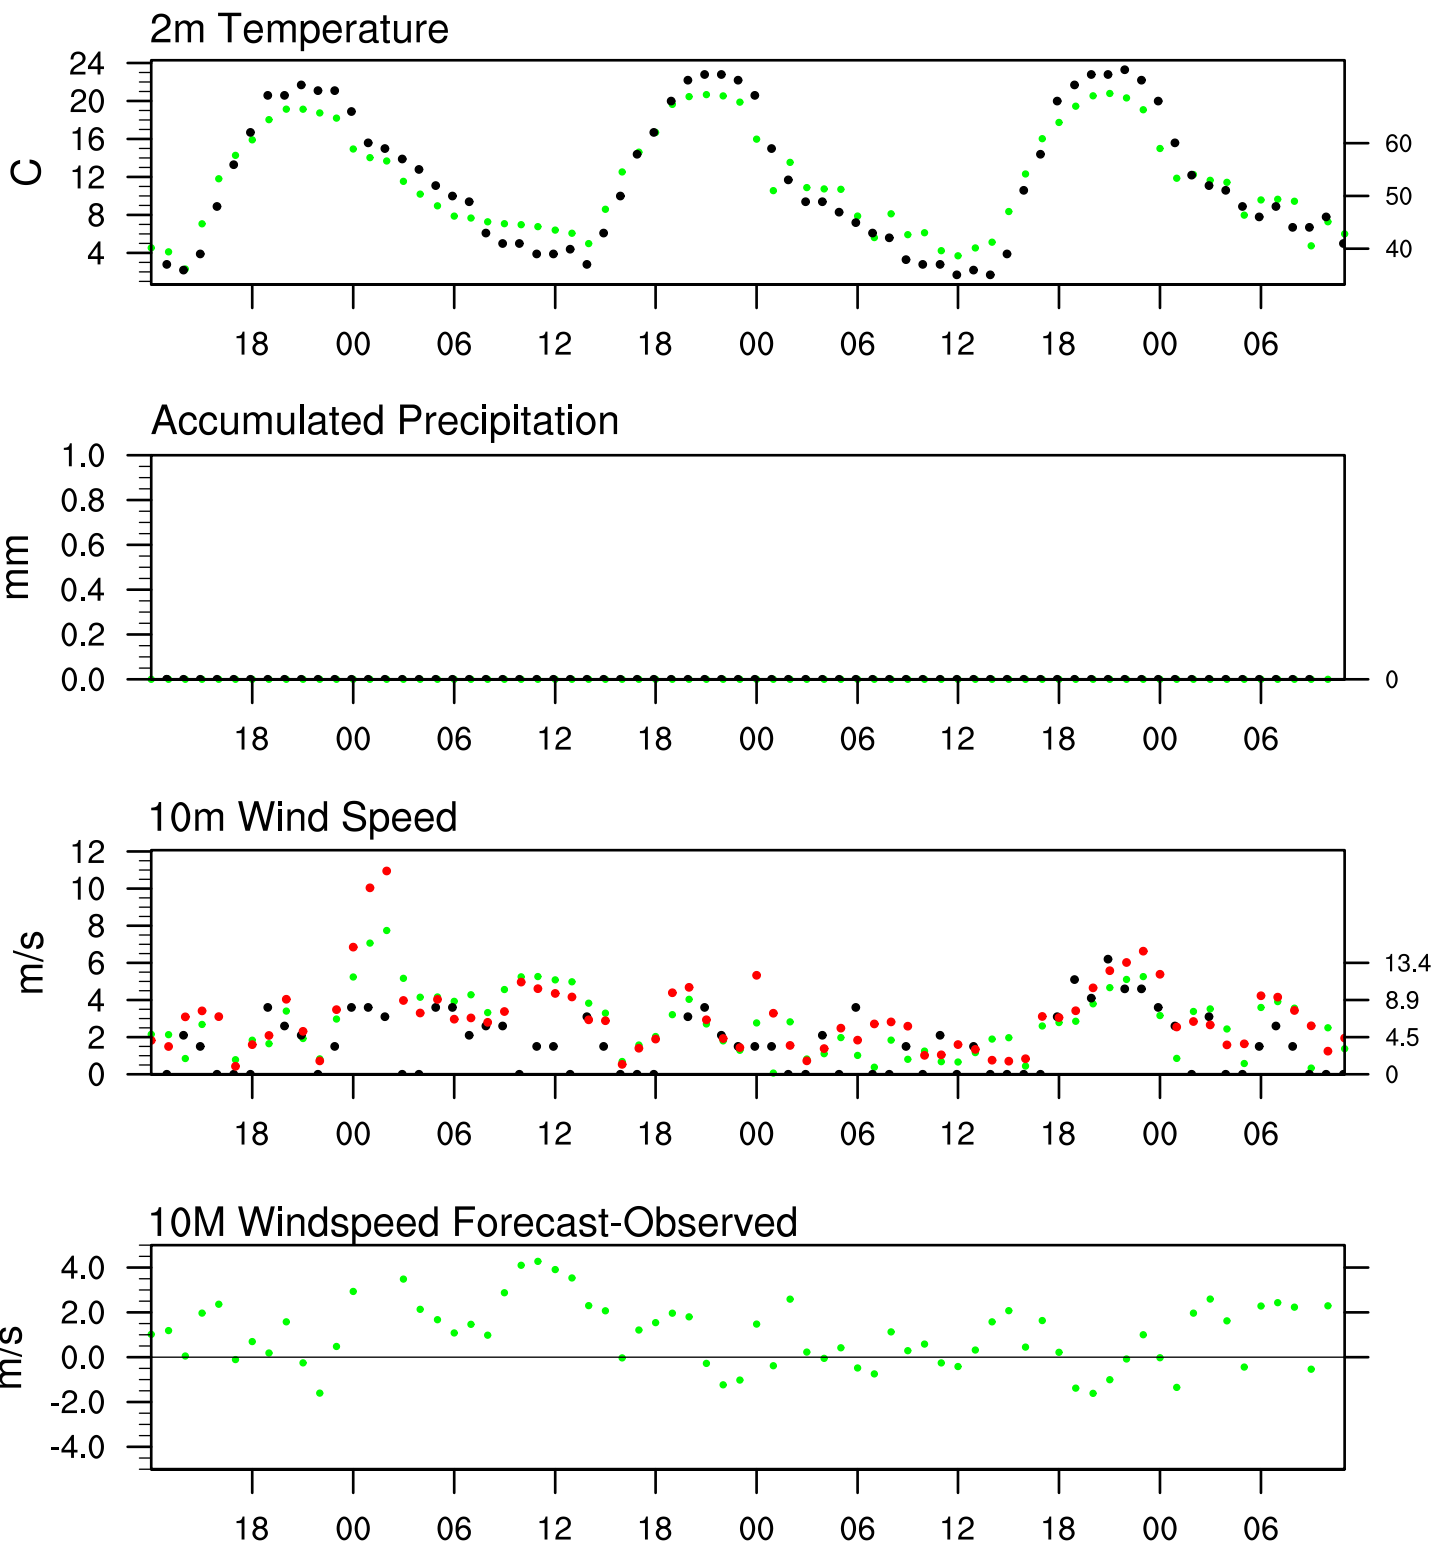 2m Temperature
24
20
16
12
8
4
C
60
50
40
18 00 06 12 18 00 06 12 18 00 06
Accumulated Precipitation
1.0
0.8
0.6
0.4
0.2
0.0
mm
0
18 00 06 12 18 00 06 12 18 00 06
10m Wind Speed
12
10
8
6
4
2
0
m/s
13.4
8.9
4.5
0
18 00 06 12 18 00 06 12 18 00 06
10M Windspeed Forecast-Observed
4.0
2.0
0.0
-2.0
-4.0
m/s
18 00 06 12 18 00 06 12 18 00 06